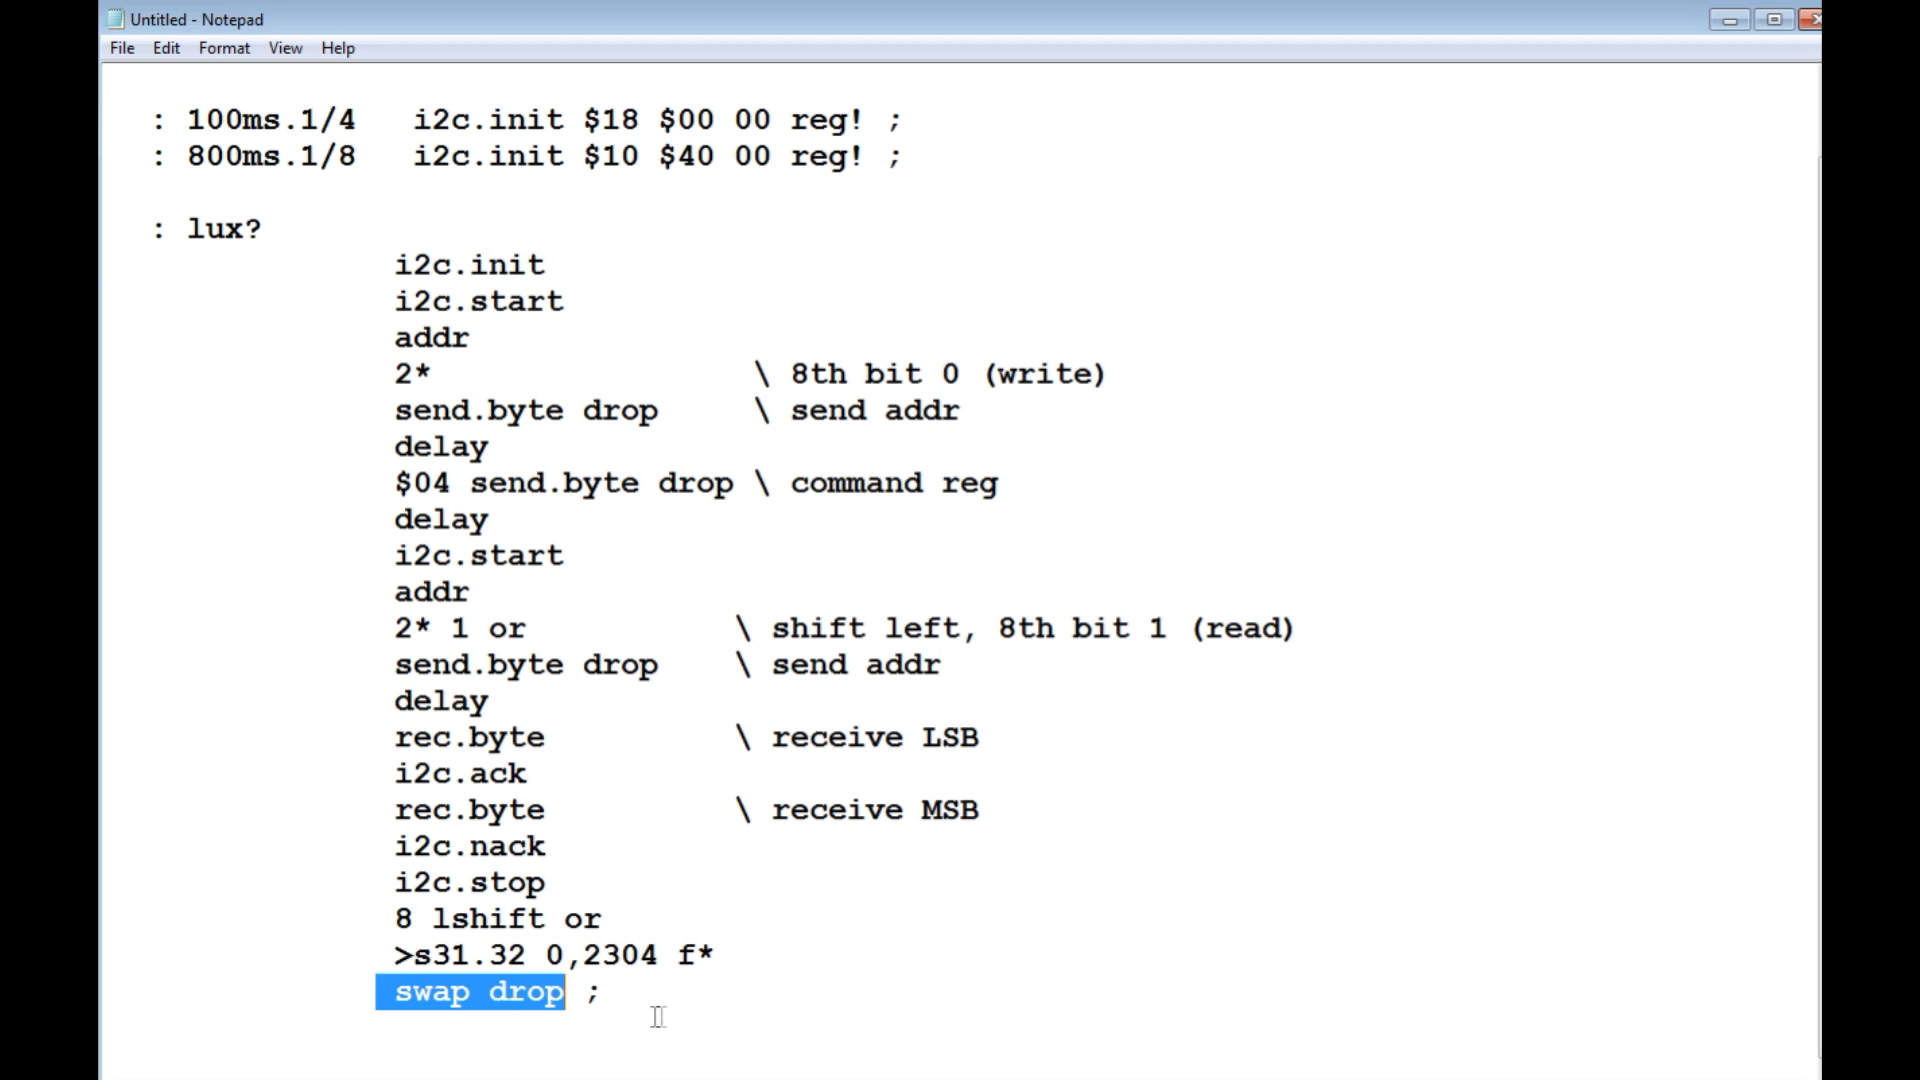 Untitled - Notepad
File Edit Format View Help
: 100ms.1/4 i2c.init $18 $00 00 reg! ;
: 800ms.1/8 i2c.init $10 $40 00 reg! ;
: lux?
i2c.init
i2c.start
addr
2* \ 8th bit 0 (write)
send.byte drop \ send addr
delay
$04 send.byte drop \ command reg
delay
i2c.start
addr
2* 1 or \ shift left, 8th bit 1 (read)
send.byte drop \ send addr
delay
rec.byte \ receive LSB
i2c.ack
rec.byte \ receive MSB
i2c.nack
i2c.stop
8 lshift or
>s31.32 0,2304 f*
swap drop ;